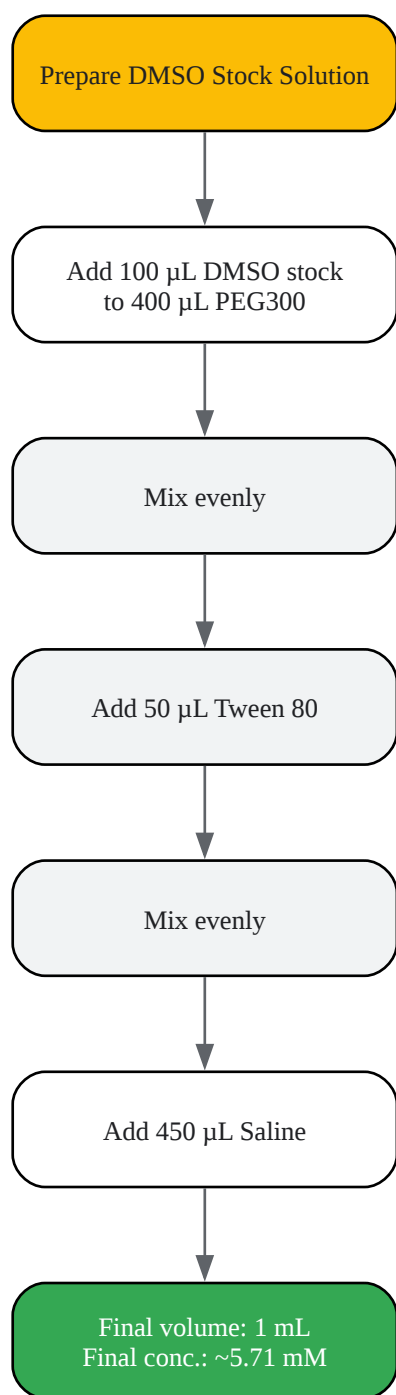 Prepare DMSO Stock Solution
Add 100 µL DMSO stock
to 400 µL PEG300
Mix evenly
Add 50 µL Tween 80
Mix evenly
Add 450 µL Saline
Final volume: 1 mL
Final conc.: ~5.71 mM